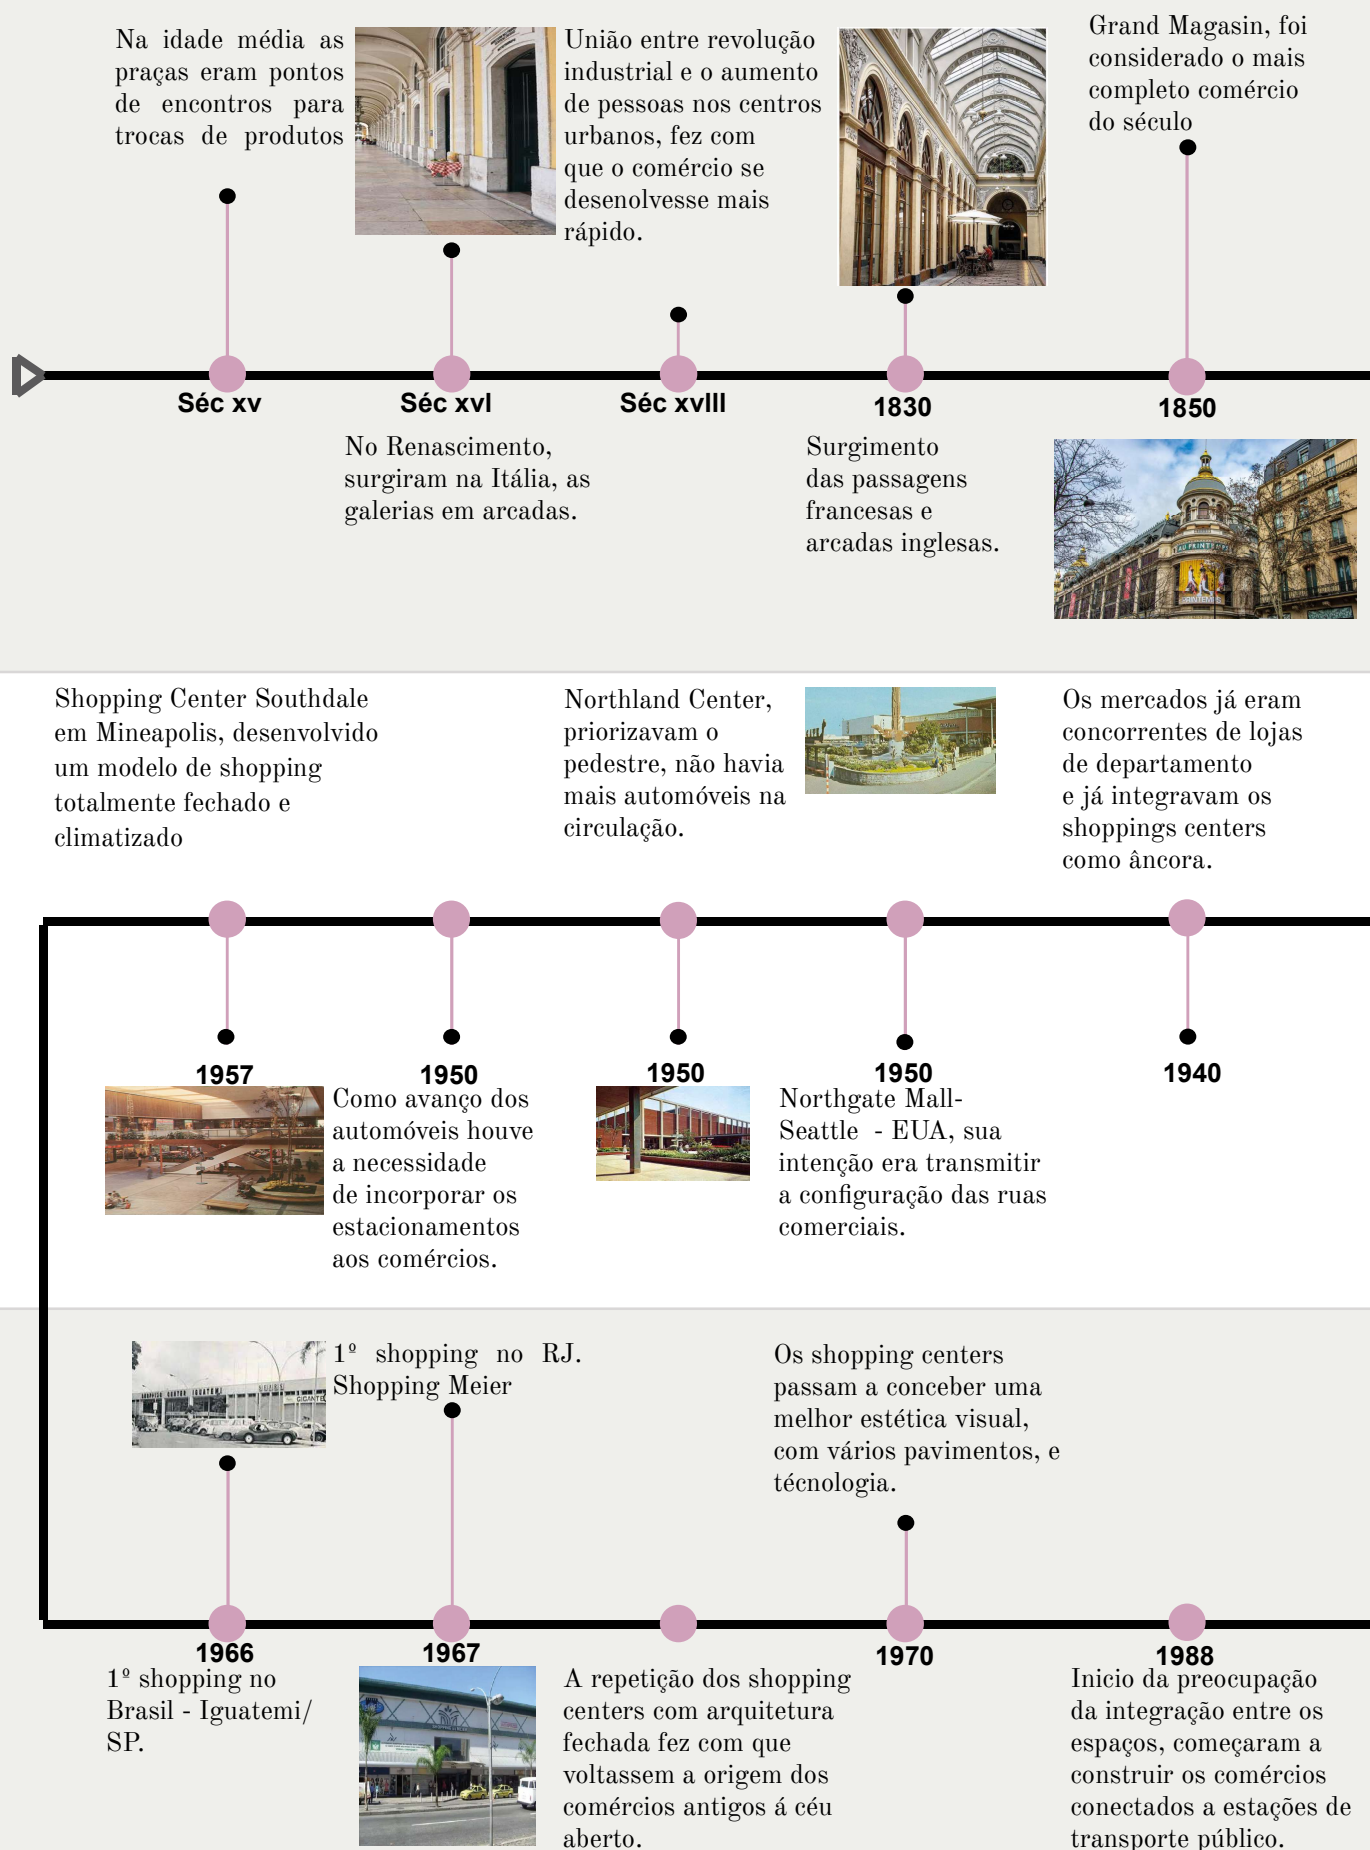 Na idade média as
praças eram pontos
de encontros para
trocas de produtos
União entre revolução
industrial e o aumento
de pessoas nos centros
urbanos, fez com
que o comércio se
desenolvesse mais
rápido.
Grand Magasin, foi
considerado o mais
completo comércio
do século
Séc xv
Séc xvI
Séc xvIII
1830
1850
No Renascimento,
surgiram na Itália, as
galerias em arcadas.
Surgimento
das passagens
francesas e
arcadas inglesas.
AU PRINTEMPS
PRINTEMPS
Shopping Center Southdale
em Mineapolis, desenvolvido
um modelo de shopping
totalmente fechado e
climatizado
Northland Center,
priorizavam o
pedestre, não havia
mais automóveis na
circulação.
Os mercados já eram
concorrentes de lojas
de departamento
e já integravam os
shoppings centers
como âncora.
1957
1950
1950
1950
1940
Como avanço dos
automóveis houve
a necessidade
de incorporar os
estacionamentos
aos comércios.
Northgate Mall-
Seattle - EUA, sua
intenção era transmitir
a configuração das ruas
comerciais.
SHOPPING CENTER IGUATEMI
GIGANTE
1º shopping no RJ.
Shopping Meier
Os shopping centers
passam a conceber uma
melhor estética visual,
com vários pavimentos, e
técnologia.
1966
1967
1970
1988
1º shopping no
Brasil - Iguatemi/
SP.
A repetição dos shopping
centers com arquitetura
fechada fez com que
voltassem a origem dos
comércios antigos á céu
aberto.
Inicio da preocupação
da integração entre os
espaços, começaram a
construir os comércios
conectados a estações de
transporte público.